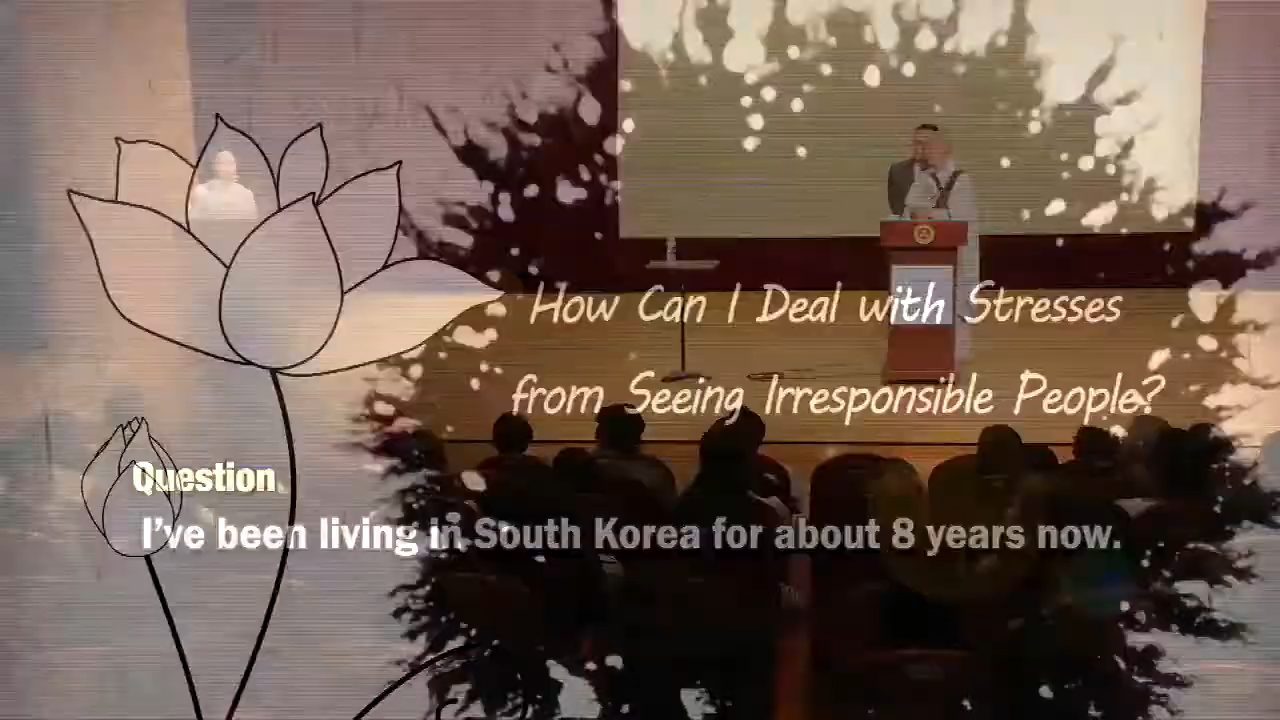 How Can I Deal with Stresses
from Seeing Irresponsible People?
Question.
I've been living in South Korea for about 8 years now.